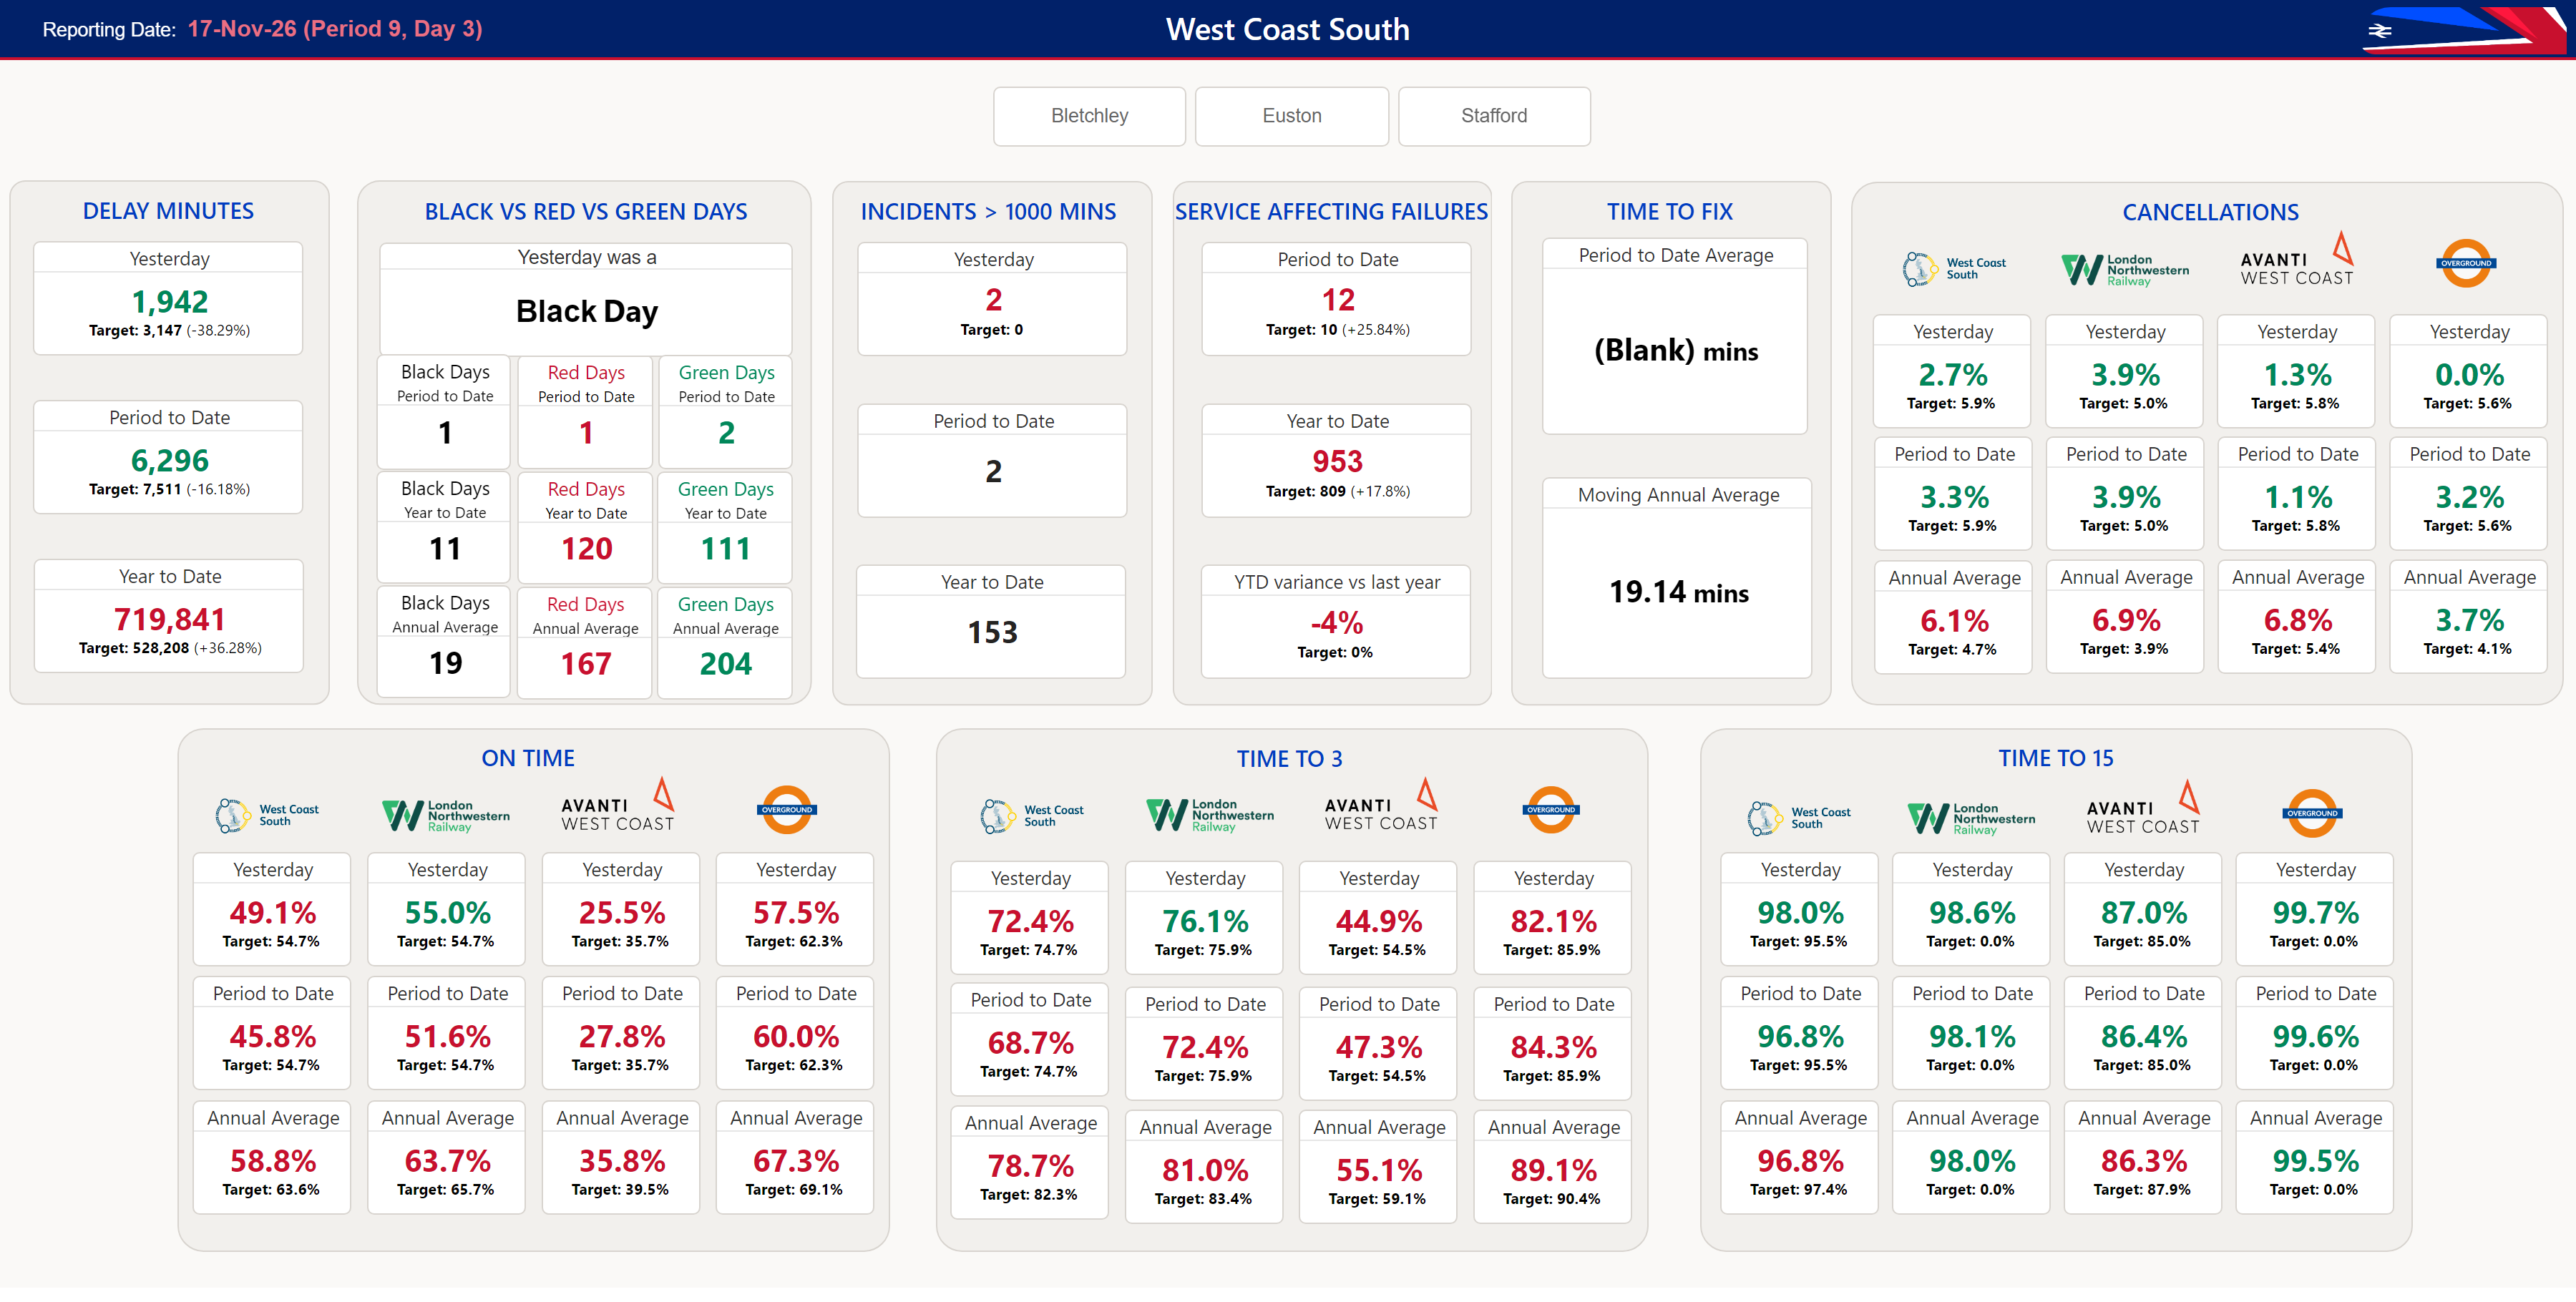 Reporting Date: 17-Nov-26 (Period 9, Day 3)
West Coast South
Bletchley
Euston
Stafford
DELAY MINUTES
Yesterday
1,942
Target: 3,147 (-38.29%)
Period to Date
6,296
Target: 7,511 (-16.18%)
Year to Date
719,841
Target: 528,208 (+36.28%)
BLACK VS RED VS GREEN DAYS
Yesterday was a
Black Day
Black Days
Period to Date
1
Red Days
Period to Date
1
Green Days
Period to Date
2
Black Days
Year to Date
11
Red Days
Year to Date
120
Green Days
Year to Date
111
Black Days
Annual Average
19
Red Days
Annual Average
167
Green Days
Annual Average
204
INCIDENTS > 1000 MINS
Yesterday
2
Target: 0
Period to Date
2
Year to Date
153
SERVICE AFFECTING FAILURES
Period to Date
12
Target: 10 (+25.84%)
Year to Date
953
Target: 809 (+17.8%)
YTD variance vs last year
-4%
Target: 0%
TIME TO FIX
Period to Date Average
(Blank) mins
Moving Annual Average
19.14 mins
CANCELLATIONS
West Coast
South
London
Northwestern
Railway
AVANTI
WEST COAST
OVERGROUND
Yesterday
2.7%
Target: 5.9%
Yesterday
3.9%
Target: 5.0%
Yesterday
1.3%
Target: 5.8%
Yesterday
0.0%
Target: 5.6%
Period to Date
3.3%
Target: 5.9%
Period to Date
3.9%
Target: 5.0%
Period to Date
1.1%
Target: 5.8%
Period to Date
3.2%
Target: 5.6%
Annual Average
6.1%
Target: 4.7%
Annual Average
6.9%
Target: 3.9%
Annual Average
6.8%
Target: 5.4%
Annual Average
3.7%
Target: 4.1%
ON TIME
West Coast
South
London
Northwestern
Railway
AVANTI
WEST COAST
OVERGROUND
Yesterday
49.1%
Target: 54.7%
Yesterday
55.0%
Target: 54.7%
Yesterday
25.5%
Target: 35.7%
Yesterday
57.5%
Target: 62.3%
Period to Date
45.8%
Target: 54.7%
Period to Date
51.6%
Target: 54.7%
Period to Date
27.8%
Target: 35.7%
Period to Date
60.0%
Target: 62.3%
Annual Average
58.8%
Target: 63.6%
Annual Average
63.7%
Target: 65.7%
Annual Average
35.8%
Target: 39.5%
Annual Average
67.3%
Target: 69.1%
TIME TO 3
West Coast
South
London
Northwestern
Railway
AVANTI
WEST COAST
OVERGROUND
Yesterday
72.4%
Target: 74.7%
Yesterday
76.1%
Target: 75.9%
Yesterday
44.9%
Target: 54.5%
Yesterday
82.1%
Target: 85.9%
Period to Date
68.7%
Target: 74.7%
Period to Date
72.4%
Target: 75.9%
Period to Date
47.3%
Target: 54.5%
Period to Date
84.3%
Target: 85.9%
Annual Average
78.7%
Target: 82.3%
Annual Average
81.0%
Target: 83.4%
Annual Average
55.1%
Target: 59.1%
Annual Average
89.1%
Target: 90.4%
TIME TO 15
West Coast
South
London
Northwestern
Railway
AVANTI
WEST COAST
OVERGROUND
Yesterday
98.0%
Target: 95.5%
Yesterday
98.6%
Target: 0.0%
Yesterday
87.0%
Target: 85.0%
Yesterday
99.7%
Target: 0.0%
Period to Date
96.8%
Target: 95.5%
Period to Date
98.1%
Target: 0.0%
Period to Date
86.4%
Target: 85.0%
Period to Date
99.6%
Target: 0.0%
Annual Average
96.8%
Target: 97.4%
Annual Average
98.0%
Target: 0.0%
Annual Average
86.3%
Target: 87.9%
Annual Average
99.5%
Target: 0.0%